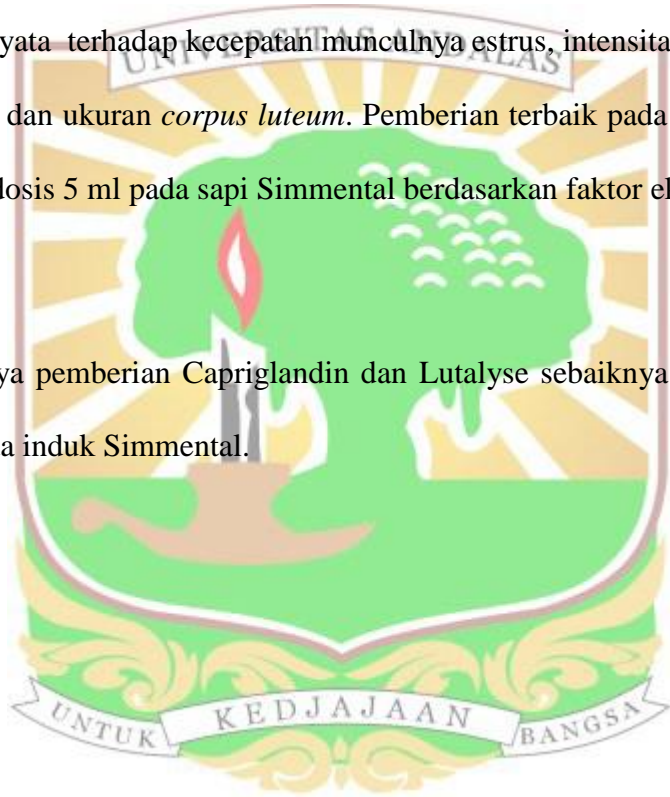 yata terhadap kecepatan munculnya estrus, intensita
UNIVERSITAS ANDALAS
dan ukuran corpus luteum. Pemberian terbaik pada
dosis 5 ml pada sapi Simmental berdasarkan faktor
ya pemberian Capriglandin dan Lutalyse sebaiknya
a induk Simmental.
UNTUK KEDJAJAAN BANGSA